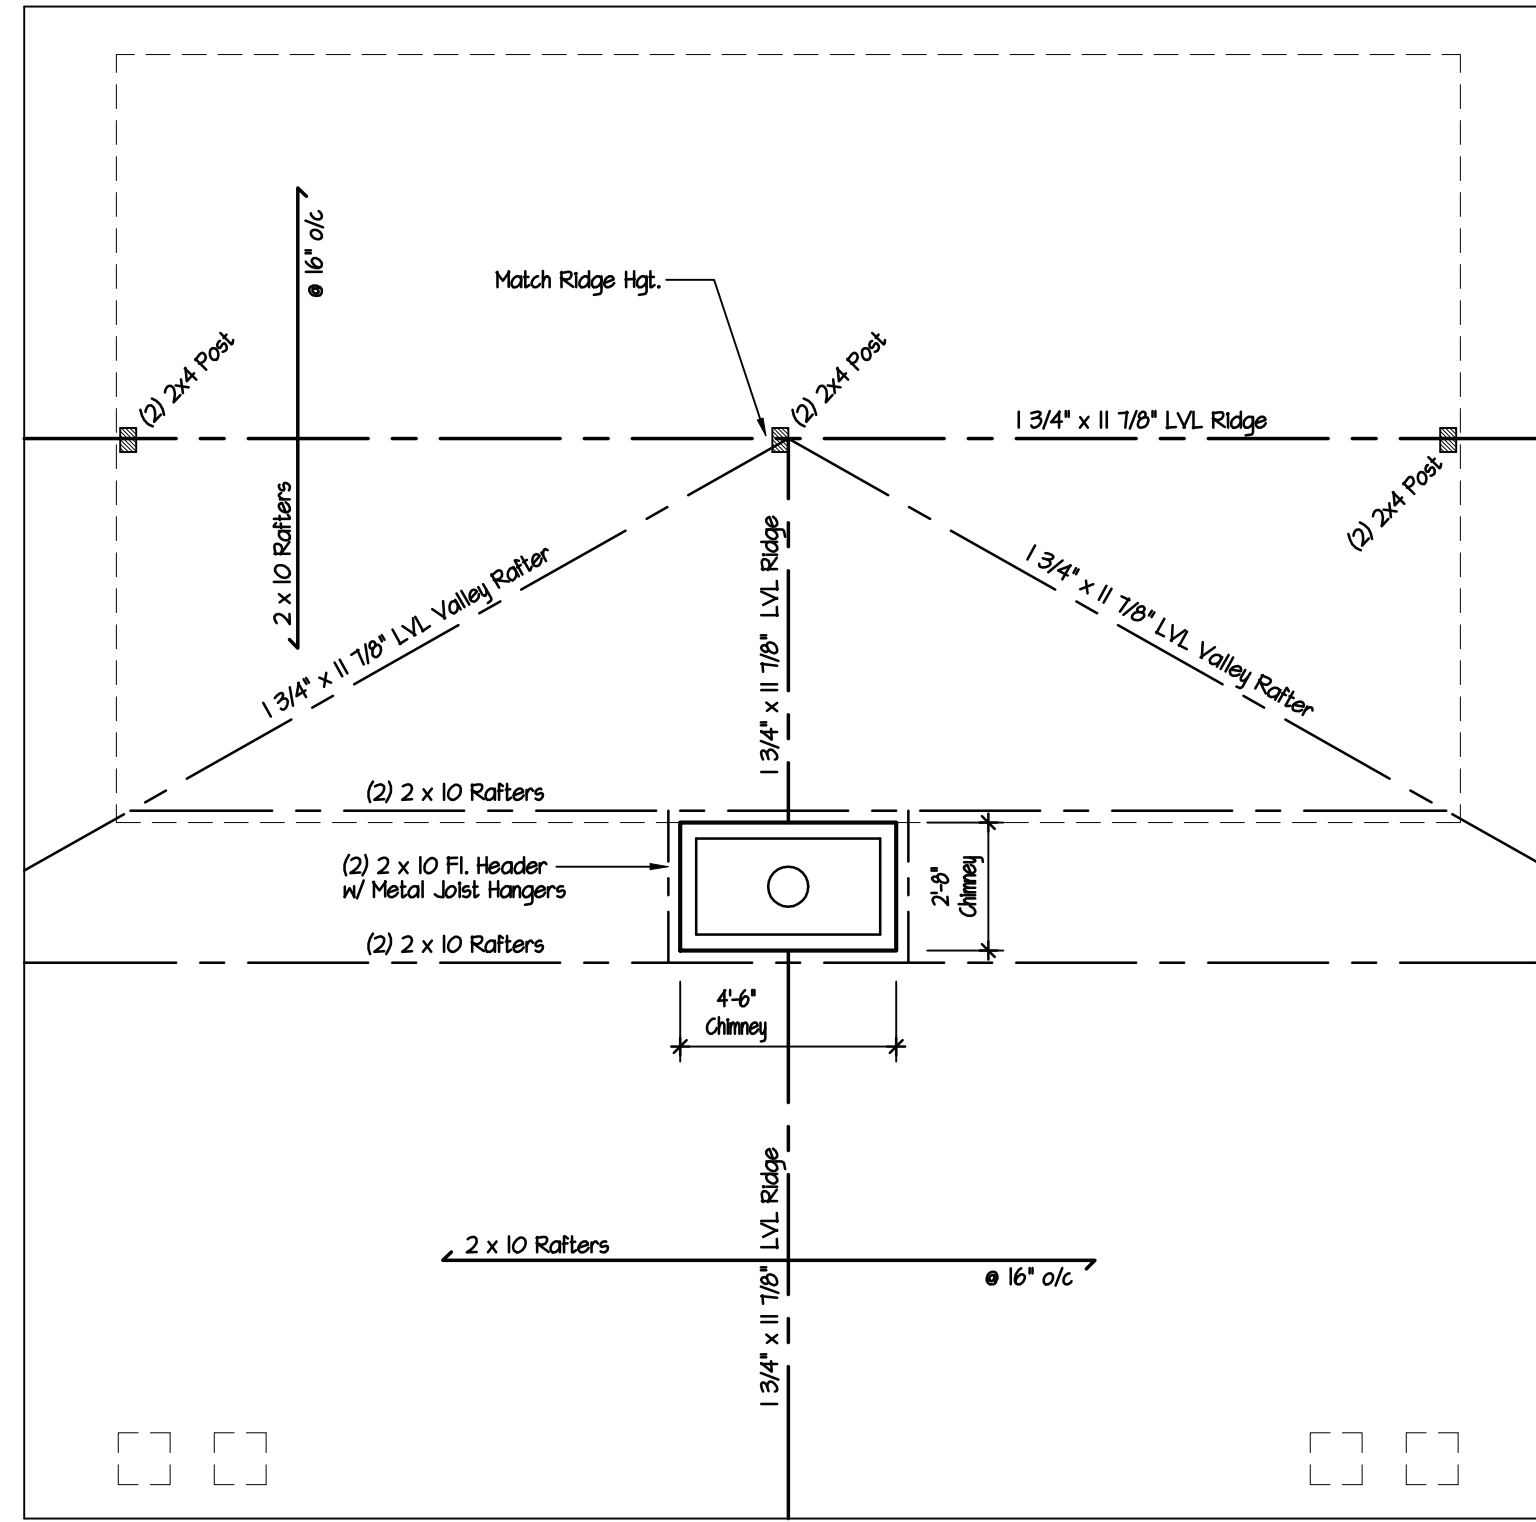 @ 16" o/c
Match Ridge Hgt.
(2) 2x4 Post
(2) 2x4 Post
1 3/4" x 11 7/8" LVL Ridge
2 x 10 Rafters
(2) 2x4 Post
1 3/4" x 11 7/8" LVL Valley Rafter
1 3/4" x 11 7/8" LVL Ridge
1 3/4" x 11 7/8" LVL Valley Rafter
(2) 2 x 10 Rafters
(2) 2 x 10 Fl. Header
w/ Metal Joist Hangers
2'-8"
Chimney
(2) 2 x 10 Rafters
4'-6"
Chimney
1 3/4" x 11 7/8" LVL Ridge
2 x 10 Rafters
@ 16" o/c